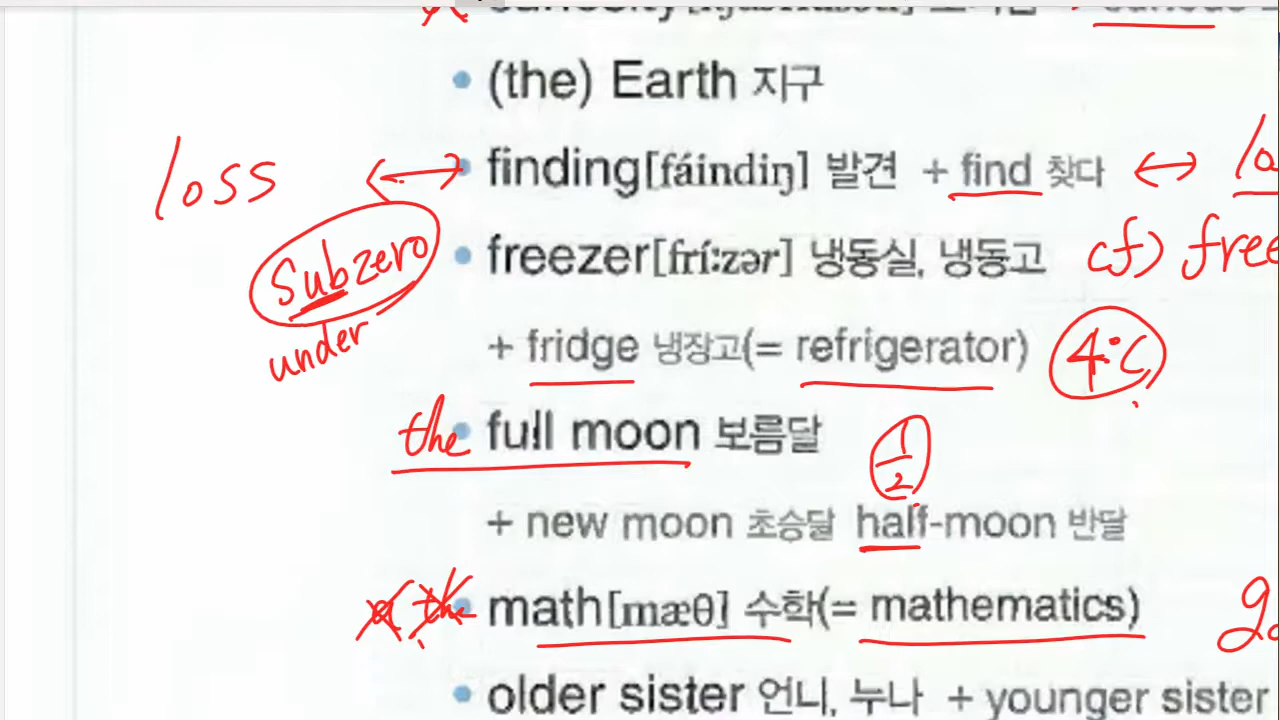 (the) Earth 지구
loss ↔ finding[fáindiŋ] 발견 + find 찾다 ↔
Subzero freezer[fríːzər] 냉동실, 냉동고 cf)
under
+ fridge 냉장고(= refrigerator) 4°C
the full moon 보름달
1/2
+ new moon 초승달 half-moon 반달
a the math[mæθ] 수학(= mathematics)
older sister 언니, 누나 + younger sister